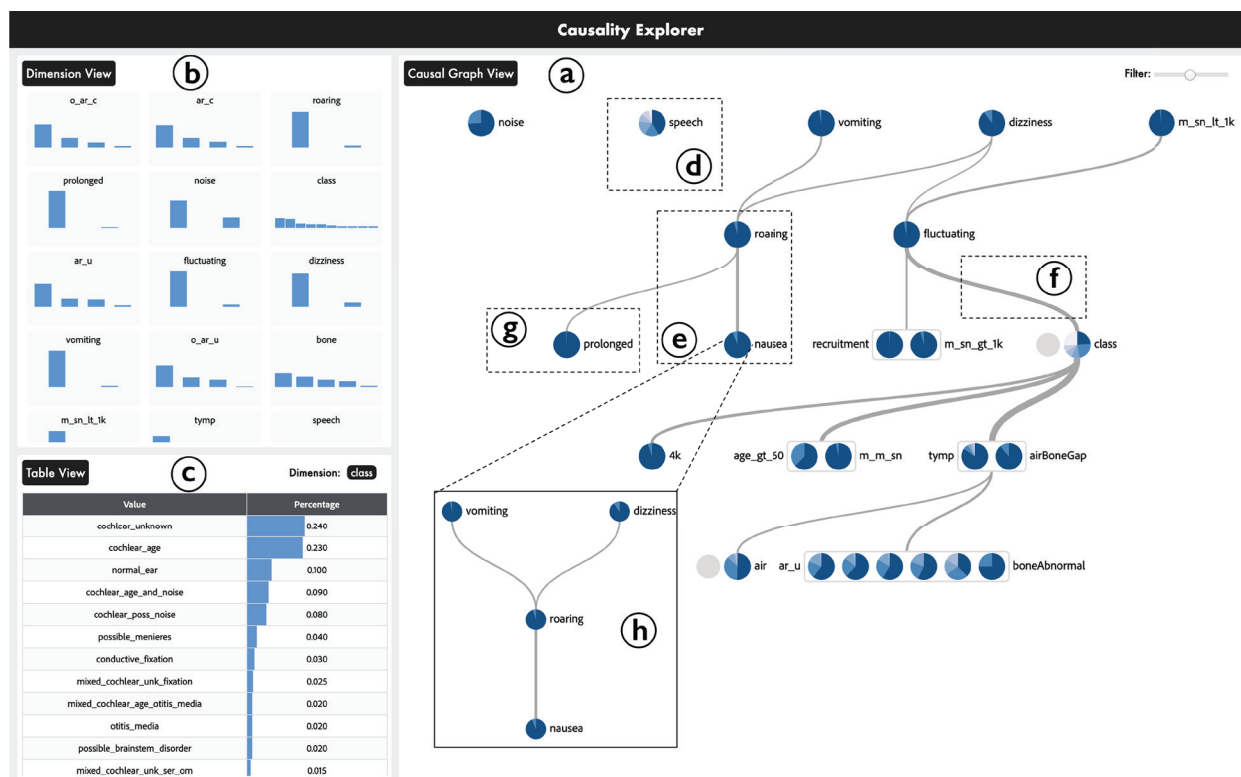 Causality Explorer
Dimension View
b
o_ar_c
ar_c
roaring
prolonged
noise
class
ar_u
fluctuating
dizziness
vomiting
o_ar_u
bone
m_sn_lt_1k
tymp
speech
Table View
c
Dimension: class
Value Percentage
cochlear_unknown 0.240
cochlear_age 0.230
normal_ear 0.100
cochlear_age_and_noise 0.090
cochlear_poss_noise 0.080
possible_menieres 0.040
conductive_fixation 0.030
mixed_cochlear_unk_fixation 0.025
mixed_cochlear_age_otitis_media 0.020
otitis_media 0.020
possible_brainstem_disorder 0.020
mixed_cochlear_unk_ser_om 0.015
Causal Graph View
a
Filter:
noise
speech
vomiting
dizziness
m_sn_lt_1k
d
roaring
fluctuating
f
g
prolonged
e
nausea
recruitment
m_sn_gt_1k
class
4k
age_gt_50
m_m_sn
tymp
airBoneGap
vomiting
dizziness
air
ar_u
boneAbnormal
roaring
h
nausea